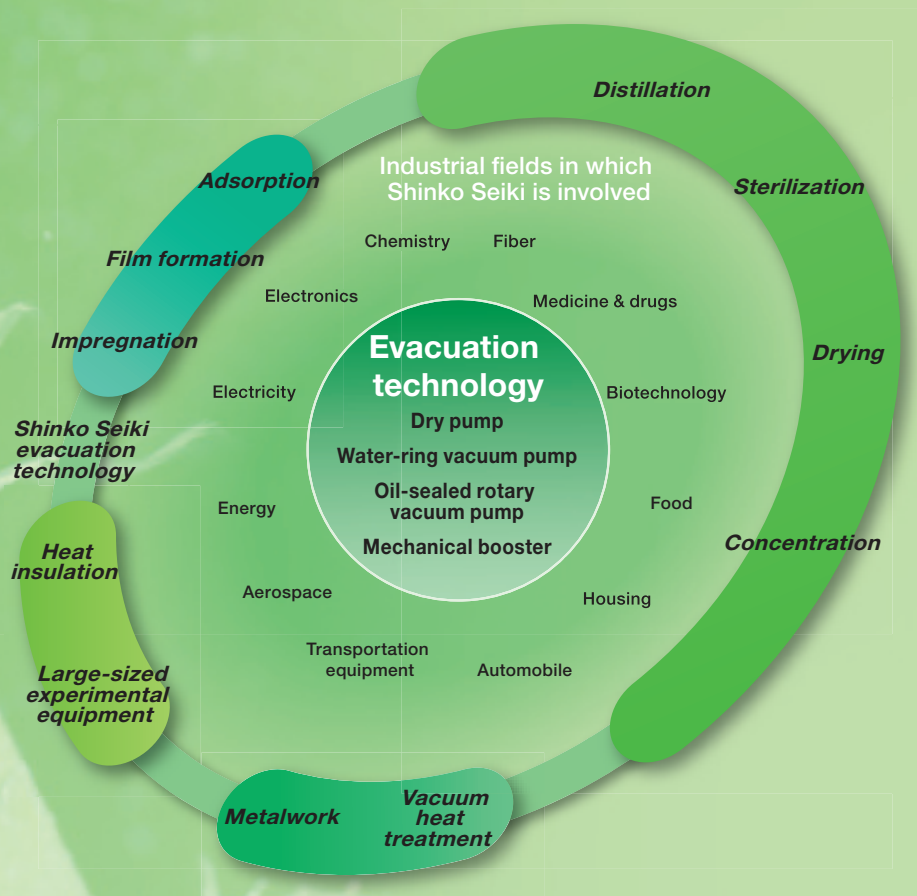 Distillation
Adsorption
Industrial fields in which
Shinko Seiki is involved
Sterilization
Chemistry
Fiber
Film formation
Electronics
Medicine & drugs
Impregnation
Evacuation
technology
Drying
Electricity
Biotechnology
Dry pump
Shinko Seiki
evacuation
technology
Water-ring vacuum pump
Oil-sealed rotary
vacuum pump
Energy
Food
Mechanical booster
Concentration
Heat
insulation
Aerospace
Housing
Transportation
equipment
Automobile
Large-sized
experimental
equipment
Metalwork
Vacuum
heat
treatment